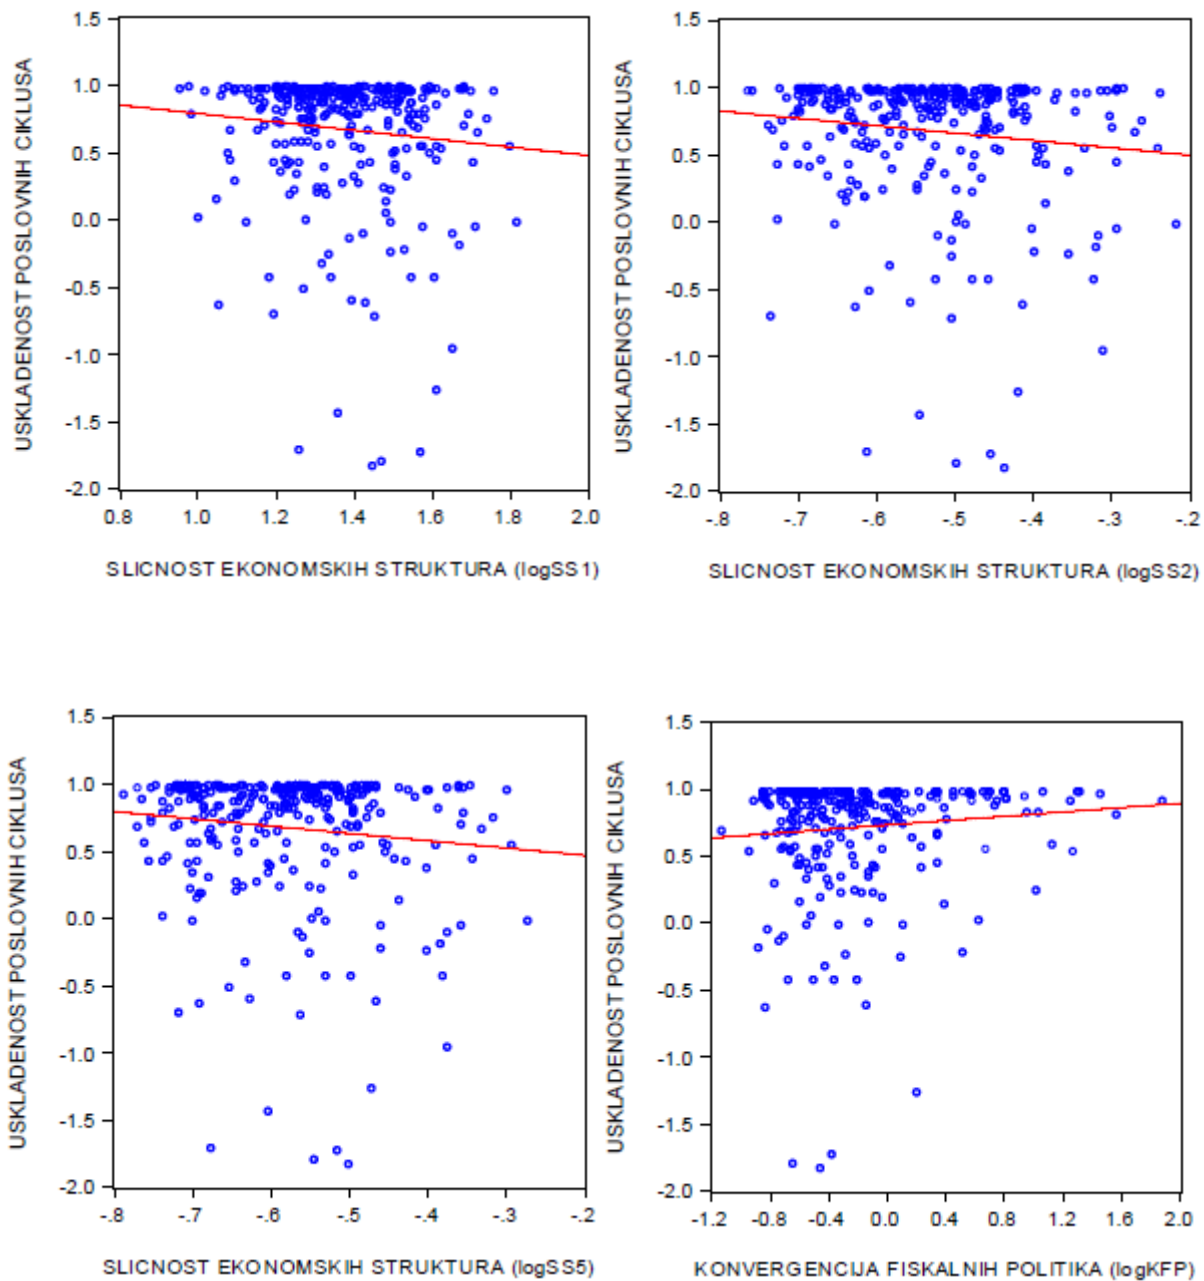 1.5
1.0
0.5
0.0
-0.5
-1.0
-1.5
-2.0
USKLADENOST POSLOVNIH CIKLUSA
0.8 1.0 1.2 1.4 1.6 1.8 2.0
SLICNOST EKONOMSKIH STRUKTURA (logSS1)
1.5
1.0
0.5
0.0
-0.5
-1.0
-1.5
-2.0
USKLADENOST POSLOVNIH CIKLUSA
-.8 -.7 -.6 -.5 -.4 -.3 -.2
SLICNOST EKONOMSKIH STRUKTURA (logSS2)
1.5
1.0
0.5
0.0
-0.5
-1.0
-1.5
-2.0
USKLADENOST POSLOVNIH CIKLUSA
-.8 -.7 -.6 -.5 -.4 -.3 -.2
SLICNOST EKONOMSKIH STRUKTURA (logSS5)
1.5
1.0
0.5
0.0
-0.5
-1.0
-1.5
-2.0
USKLADENOST POSLOVNIH CIKLUSA
-1.2 -0.8 -0.4 0.0 0.4 0.8 1.2 1.6 2.0
KONVERGENCIJA FISKALNIH POLITIKA (logKFP)